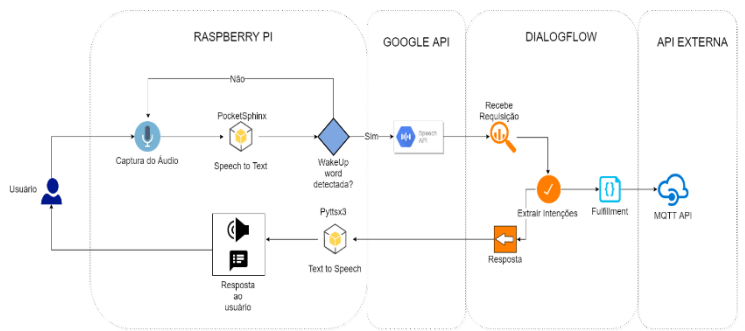 RASPBERRY PI
GOOGLE API
DIALOGFLOW
API EXTERNA
Não
PocketSphinx
Recebe
Requisição
Captura do Áudio
Speech to Text
WakeUp
word
detectada?
Sim
Speech
API
Usuário
Extrair Intenções
Fulfillment
MQTT API
Pyttsx3
Text to Speech
Resposta
Resposta
ao
usuário